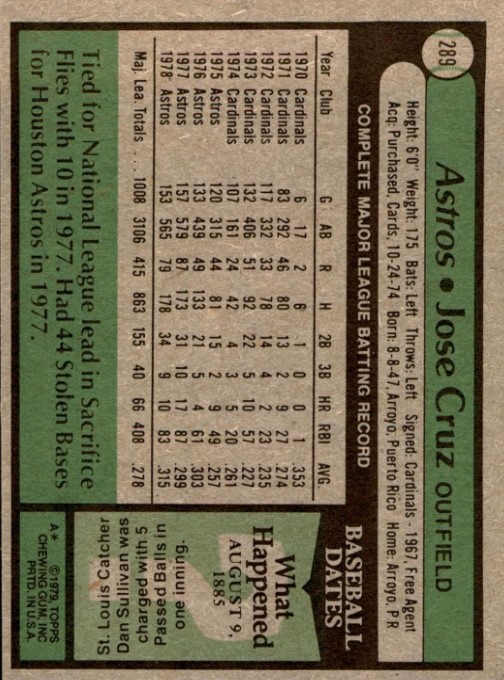 289
Astros • Jose Cruz OUTFIELD
Height: 6'0" Weight: 175 Bats: Left Throws: Left Signed: Cardinals - 1967, Free Agent
Acq: Purchased, Cards, 10-24-74 Born: 8-8-47, Arroyo, Puerto Rico Home: Arroyo, P R
COMPLETE MAJOR LEAGUE BATTING RECORD
Year Club G AB R H 2B 3B HR RBI AVG.
1970 Cardinals 6 17 2 6 1 0 0 1 .353
1971 Cardinals 83 292 46 80 13 2 9 27 .274
1972 Cardinals 117 332 33 78 14 4 2 23 .235
1973 Cardinals 132 406 51 92 22 5 10 57 .227
1974 Cardinals 107 161 24 42 4 3 5 20 .261
1975 Astros 120 315 44 81 15 2 9 49 .257
1976 Astros 133 439 49 133 21 5 4 61 .303
1977 Astros 157 579 87 173 31 10 17 87 .299
1978 Astros 153 565 79 178 34 9 10 83 .315
Maj. Lea. Totals . . . 1008 3106 415 863 155 40 66 408 .278
Tied for National League lead in Sacrifice
Flies with 10 in 1977. Had 44 Stolen Bases
for Houston Astros in 1977.
BASEBALL
DATES
What
Happened
AUGUST 9,
1885
St. Louis Catcher
Dan Sullivan was
charged with 5
Passed Balls in
one inning.
A* ©1979, TOPPS
CHEWING GUM, INC
PRTD. IN U.S.A.